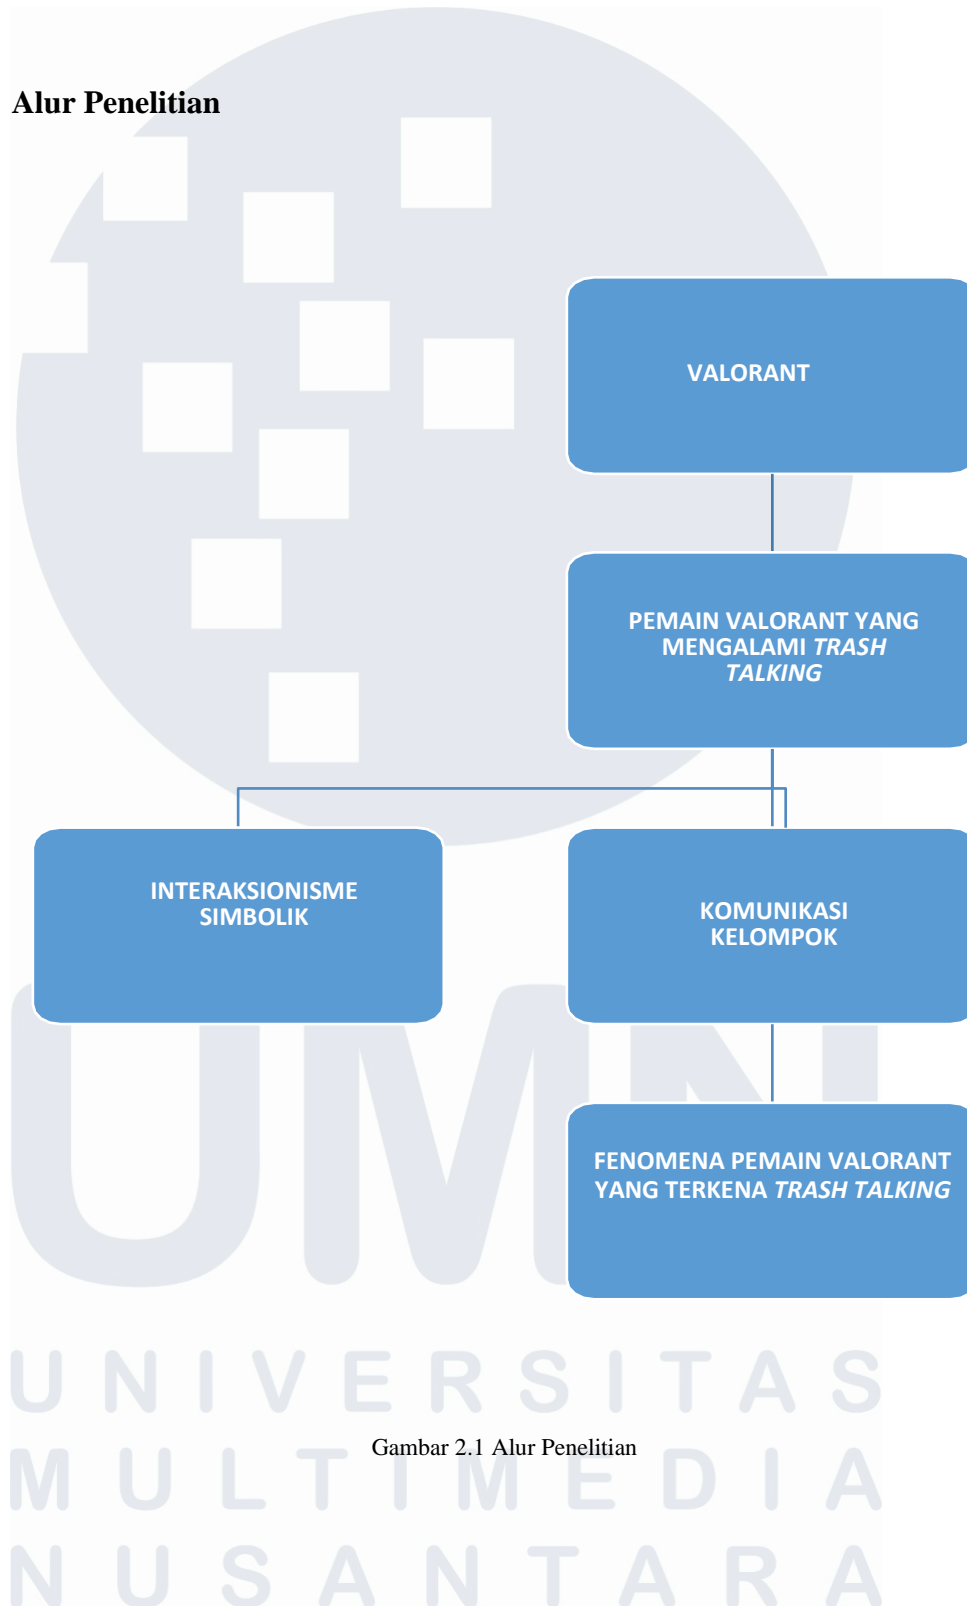 Alur Penelitian
VALORANT
PEMAIN VALORANT YANG
MENGALAMI TRASH
TALKING
INTERAKSIONISME
SIMBOLIK
KOMUNIKASI
KELOMPOK
FENOMENA PEMAIN VALORANT
YANG TERKENA TRASH TALKING
UMN
UNIVERSITAS
Gambar 2.1 Alur Penelitian
MULTIMEDIA
NUSANTARA